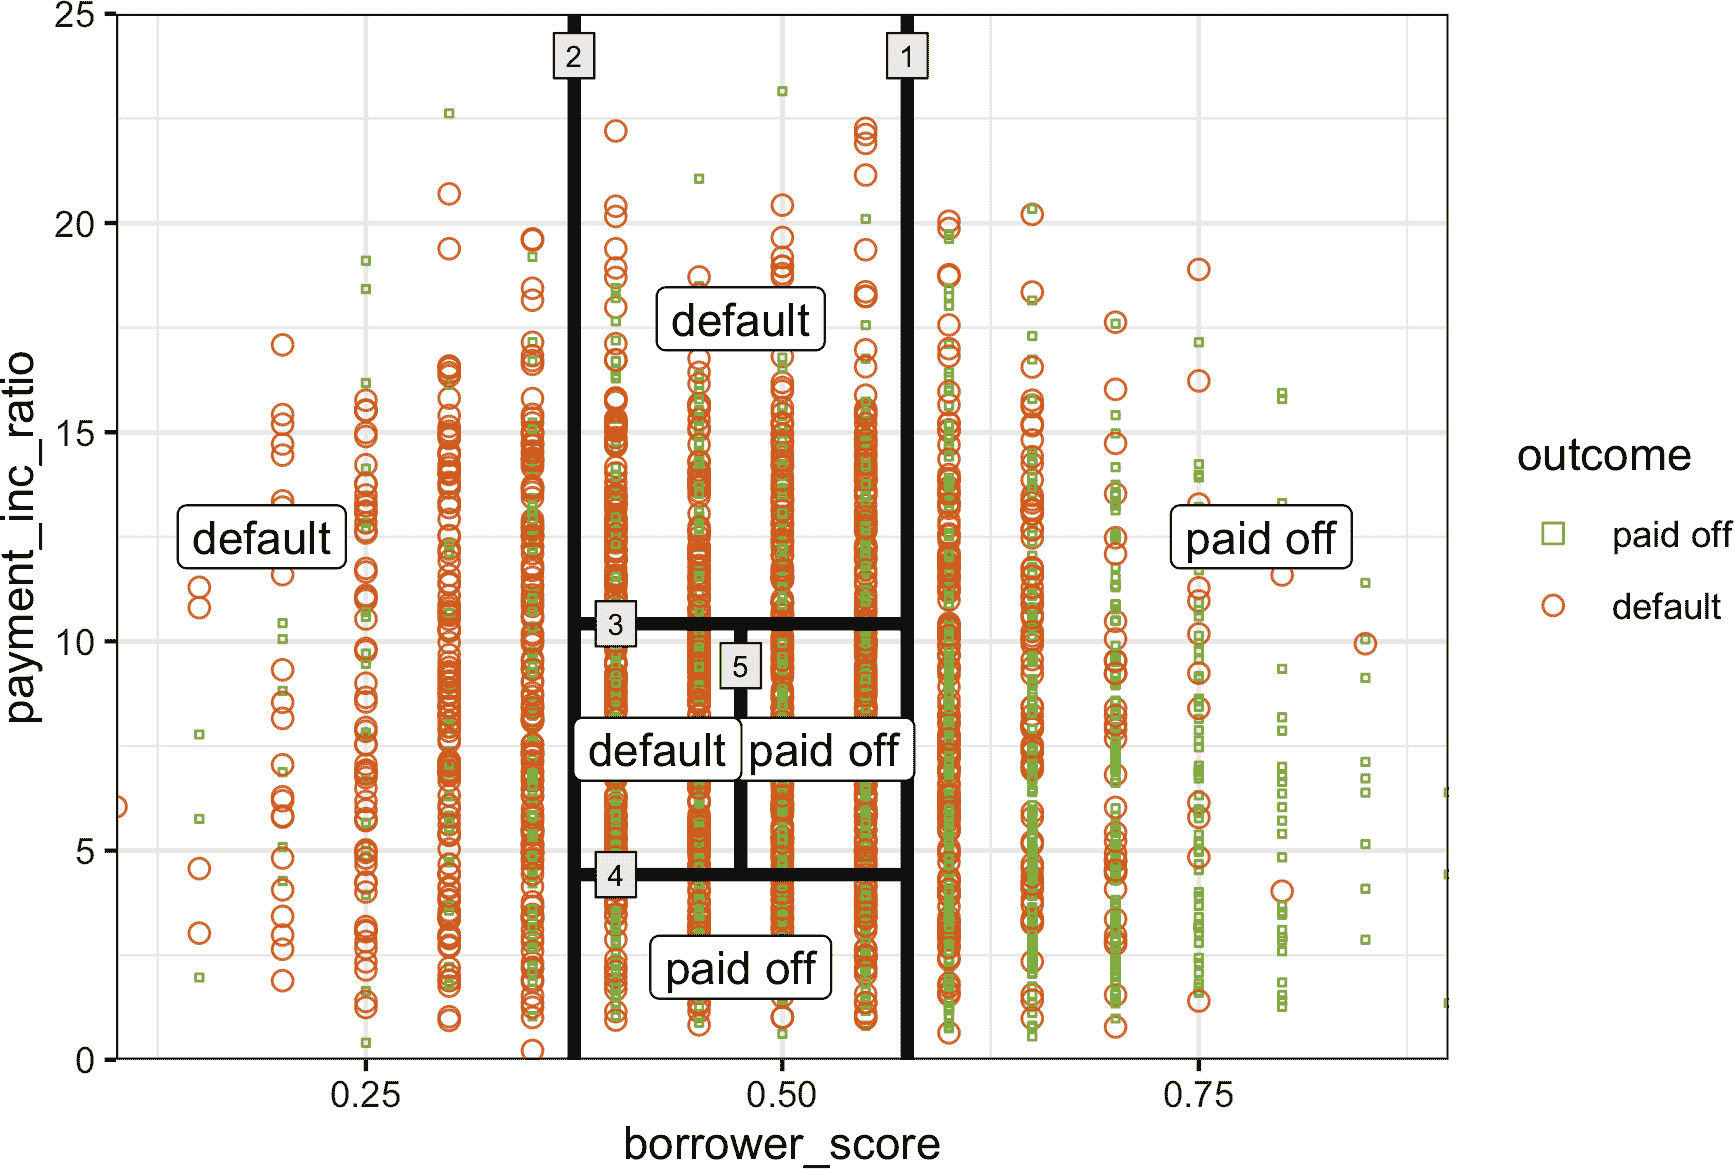 25
20
15
10
5
0
payment_inc_ratio
2
1
default
default
paid off
3
5
default
paid off
4
paid off
0.25
0.50
0.75
borrower_score
outcome
paid off
default